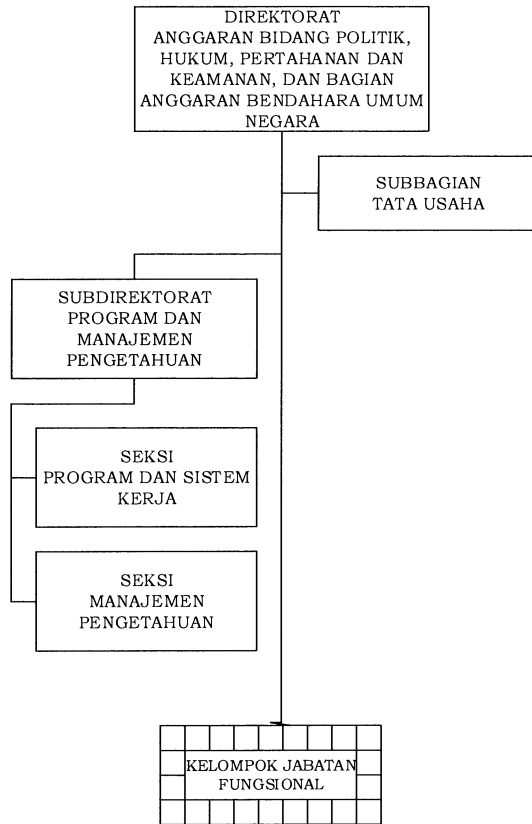 DIREKTORAT
ANGGARAN BIDANG POLITIK,
HUKUM, PERTAHANAN DAN
KEAMANAN, DAN BAGIAN
ANGGARAN BENDAHARA UMUM
NEGARA
SUBBAGIAN
TATA USAHA
SUBDIREKTORAT
PROGRAM DAN
MANAJEMEN
PENGETAHUAN
SEKSI
PROGRAM DAN SISTEM
KERJA
SEKSI
MANAJEMEN
PENGETAHUAN
KELOMPOK JABATAN
FUNGSIONAL